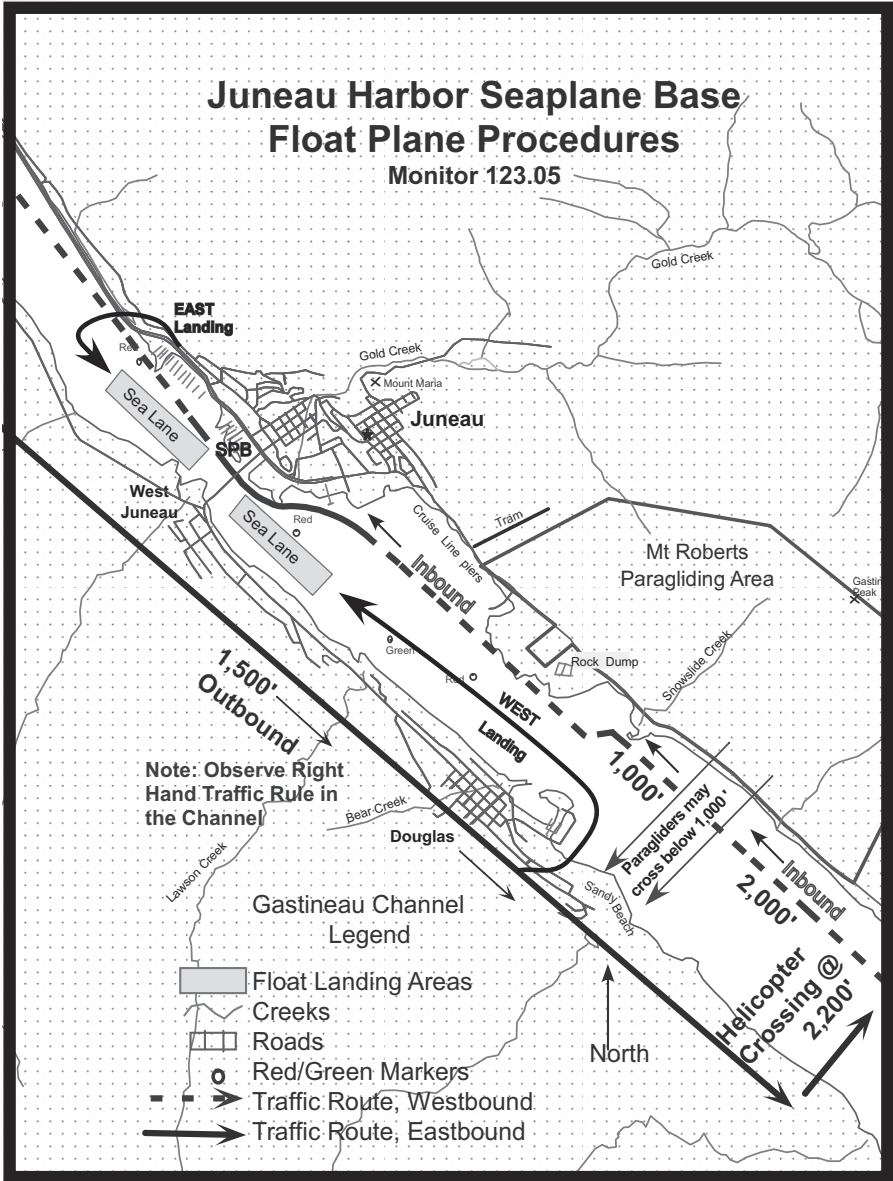 Juneau Harbor Seaplane Base
Float Plane Procedures
Monitor 123.05
Gold Creek
EAST
Landing
Red
Gold Creek
Mount Maria
Sea Lane
Juneau
SPB
West
Juneau
Sea Lane
Red
Cruise Line piers
Tram
Inbound
Mt Roberts
Paragliding Area
Gastin
Peak
Green
Rock Dump
Snowslide Creek
Red
1,500'
Outbound
WEST
Landing
1,000'
Note: Observe Right
Hand Traffic Rule in
the Channel
Bear Creek
Douglas
Paragliders may
cross below 1,000 '
Inbound
2,000'
Lawson Creek
Sandy Beach
Helicopter
Crossing @
2,200'
North
Gastineau Channel
Legend
Float Landing Areas
Creeks
Roads
Red/Green Markers
Traffic Route, Westbound
Traffic Route, Eastbound